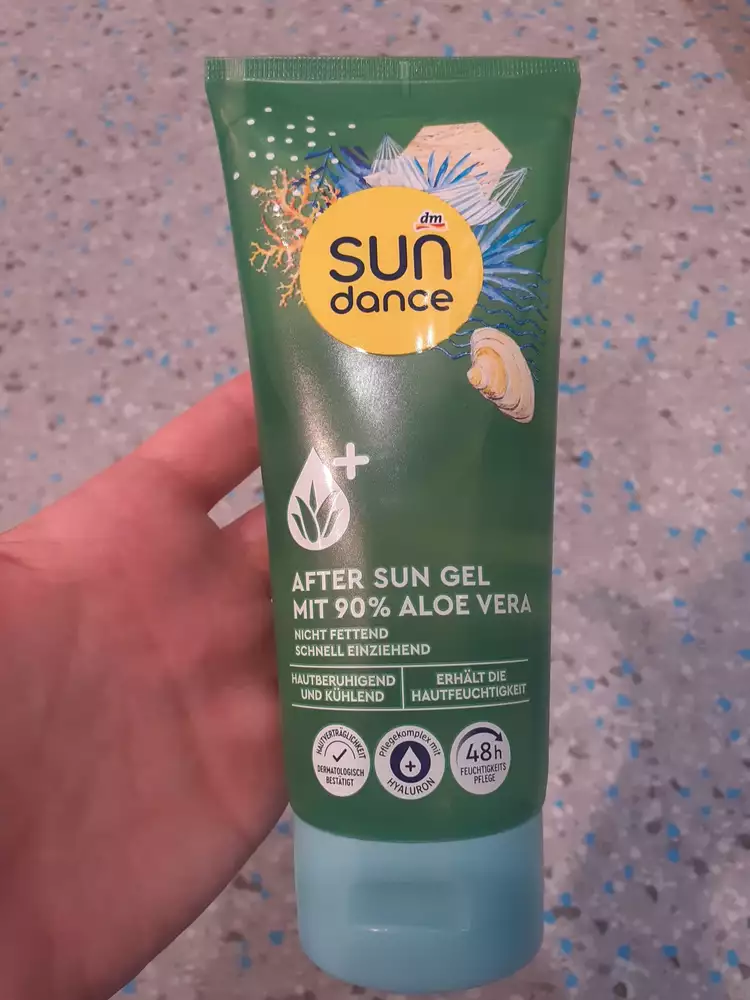 dm
SUN
dance
AFTER SUN GEL
MIT 90% ALOE VERA
NICHT FETTEND
SCHNELL EINZIEHEND
HAUTBERUHIGEND
UND KÜHLEND
ERHÄLT DIE
HAUTFEUCHTIGKEIT
HAUTVERTRÄGLICHKEIT
DERMATOLOGISCH
BESTÄTIGT
Pflegekomplex mit
HYALURON
48h
FEUCHTIGKEITS
PFLEGE